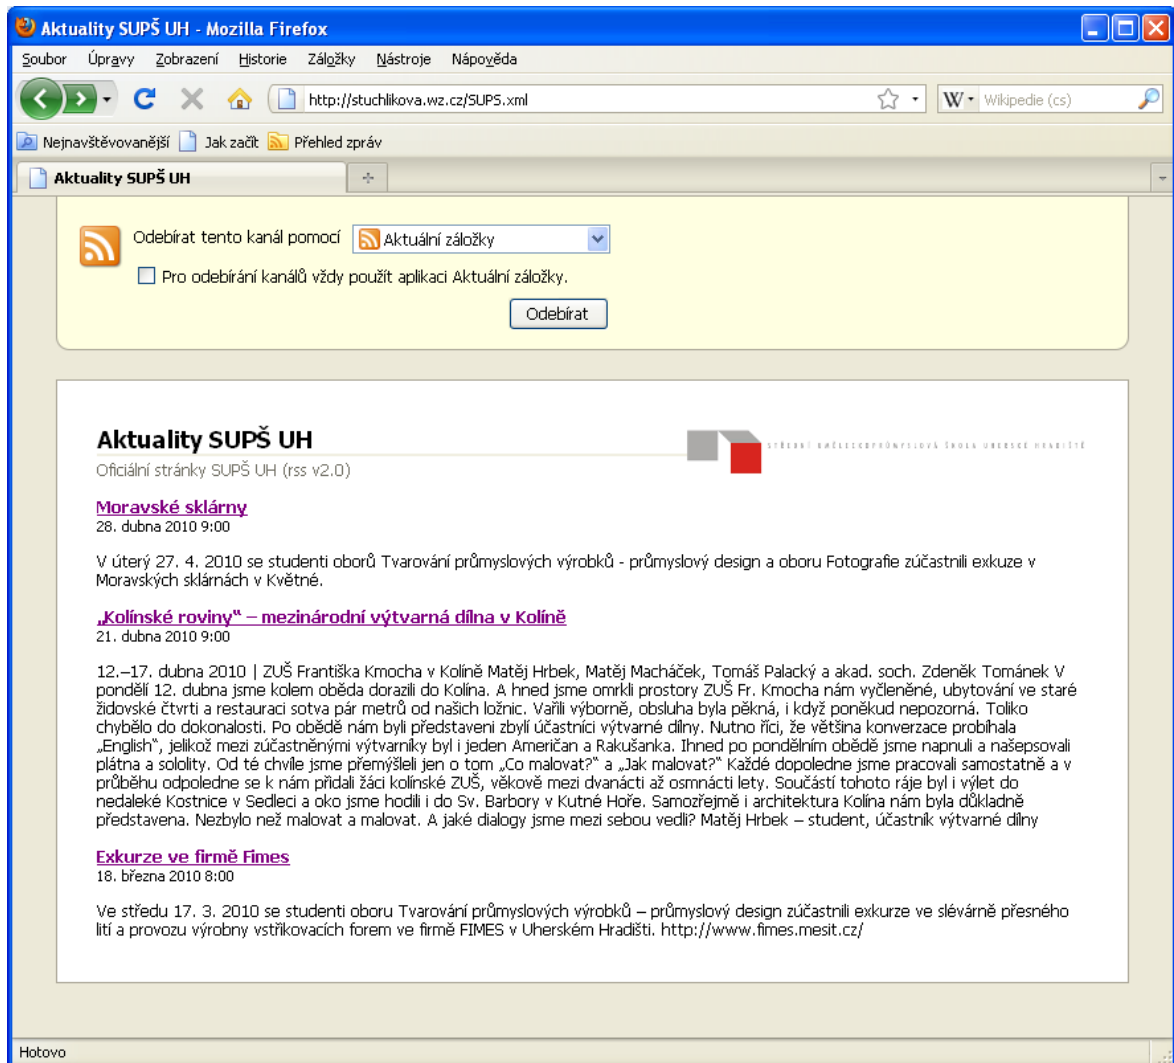 Aktuality SUPŠ UH - Mozilla Firefox
Soubor Úpravy Zobrazení Historie Záložky Nástroje Nápověda
http://stuchlikova.wz.cz/SUPS.xml
W Wikipedie (cs)
Nejnavštěvovanější Jak začít Přehled zpráv
Aktuality SUPŠ UH
Odebírat tento kanál pomocí Aktuální záložky
Pro odebírání kanálů vždy použít aplikaci Aktuální záložky.
Odebírat
Aktuality SUPŠ UH
STŘEDNÍ UMĚLECKOPRŮMYSLOVÁ ŠKOLA UHERSKÉ HRADIŠTĚ
Oficiální stránky SUPŠ UH (rss v2.0)
Moravské sklárny
28. dubna 2010 9:00
V úterý 27. 4. 2010 se studenti oborů Tvarování průmyslových výrobků - průmyslový design a oboru Fotografie zúčastnili exkuze v
Moravských sklárnách v Květné.
„Kolínské roviny“ – mezinárodní výtvarná dílna v Kolíně
21. dubna 2010 9:00
12.–17. dubna 2010 | ZUŠ Františka Kmocha v Kolíně Matěj Hrbek, Matěj Macháček, Tomáš Palacký a akad. soch. Zdeněk Tománek V
pondělí 12. dubna jsme kolem oběda dorazili do Kolína. A hned jsme omrkli prostory ZUŠ Fr. Kmocha nám vyčleněné, ubytování ve staré
židovské čtvrti a restauraci sotva pár metrů od našich ložnic. Vařili výborně, obsluha byla pěkná, i když poněkud nepozorná. Toliko
chybělo do dokonalosti. Po obědě nám byli představeni zbylí účastníci výtvarné dílny. Nutno říci, že většina konverzace probíhala
„English“, jelikož mezi zúčastněnými výtvarníky byl i jeden Američan a Rakušanka. Ihned po pondělním obědě jsme napnuli a našepsovali
plátna a sololity. Od té chvíle jsme přemýšleli jen o tom „Co malovat?“ a „Jak malovat?“ Každé dopoledne jsme pracovali samostatně a v
průběhu odpoledne se k nám přidali žáci kolínské ZUŠ, věkově mezi dvanácti až osmnácti lety. Součástí tohoto ráje byl i výlet do
nedaleké Kostnice v Sedleci a oko jsme hodili i do Sv. Barbory v Kutné Hoře. Samozřejmě i architektura Kolína nám byla důkladně
představena. Nezbylo než malovat a malovat. A jaké dialogy jsme mezi sebou vedli? Matěj Hrbek – student, účastník výtvarné dílny
Exkurze ve firmě Fimes
18. března 2010 8:00
Ve středu 17. 3. 2010 se studenti oboru Tvarování průmyslových výrobků – průmyslový design zúčastnili exkurze ve slévárně přesného
lití a provozu výrobny vstřikovacích forem ve firmě FIMES v Uherském Hradišti. http://www.fimes.mesit.cz/
Hotovo